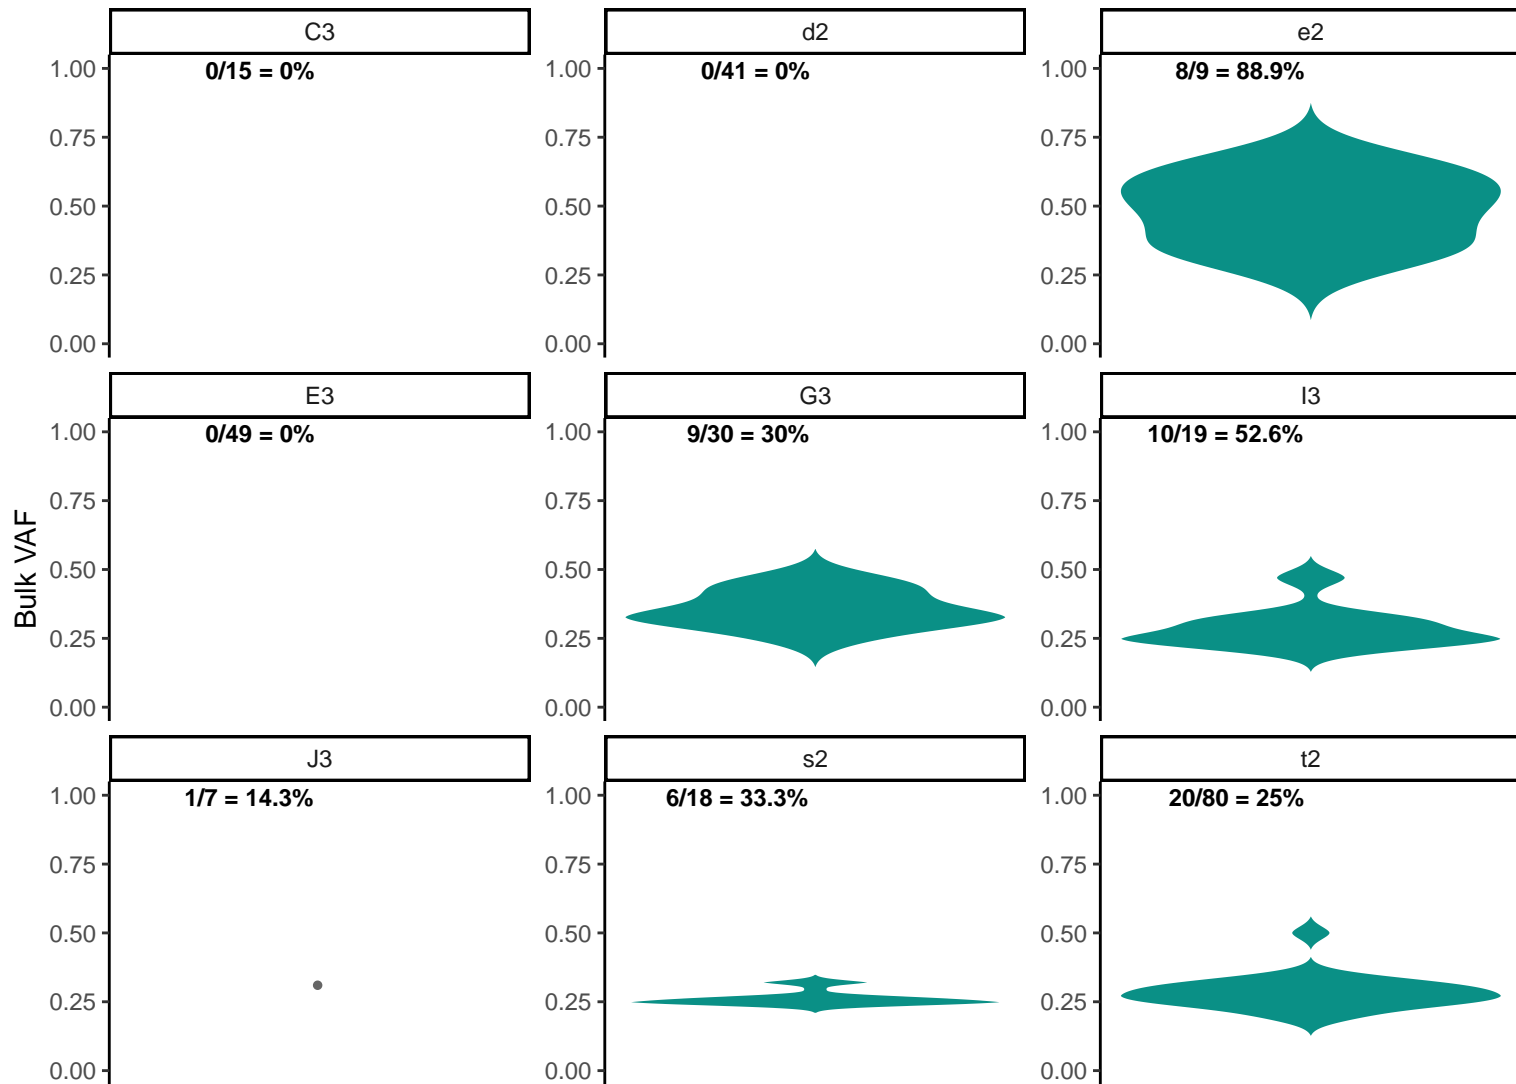 C3
d2
e2
0/15 = 0%
0/41 = 0%
8/9 = 88.9%
1.00
0.75
0.50
0.25
0.00
1.00
0.75
0.50
0.25
0.00
1.00
0.75
0.50
0.25
0.00
E3
G3
I3
0/49 = 0%
9/30 = 30%
10/19 = 52.6%
1.00
0.75
0.50
0.25
0.00
1.00
0.75
0.50
0.25
0.00
1.00
0.75
0.50
0.25
0.00
Bulk VAF
J3
s2
t2
1/7 = 14.3%
6/18 = 33.3%
20/80 = 25%
1.00
0.75
0.50
0.25
0.00
1.00
0.75
0.50
0.25
0.00
1.00
0.75
0.50
0.25
0.00